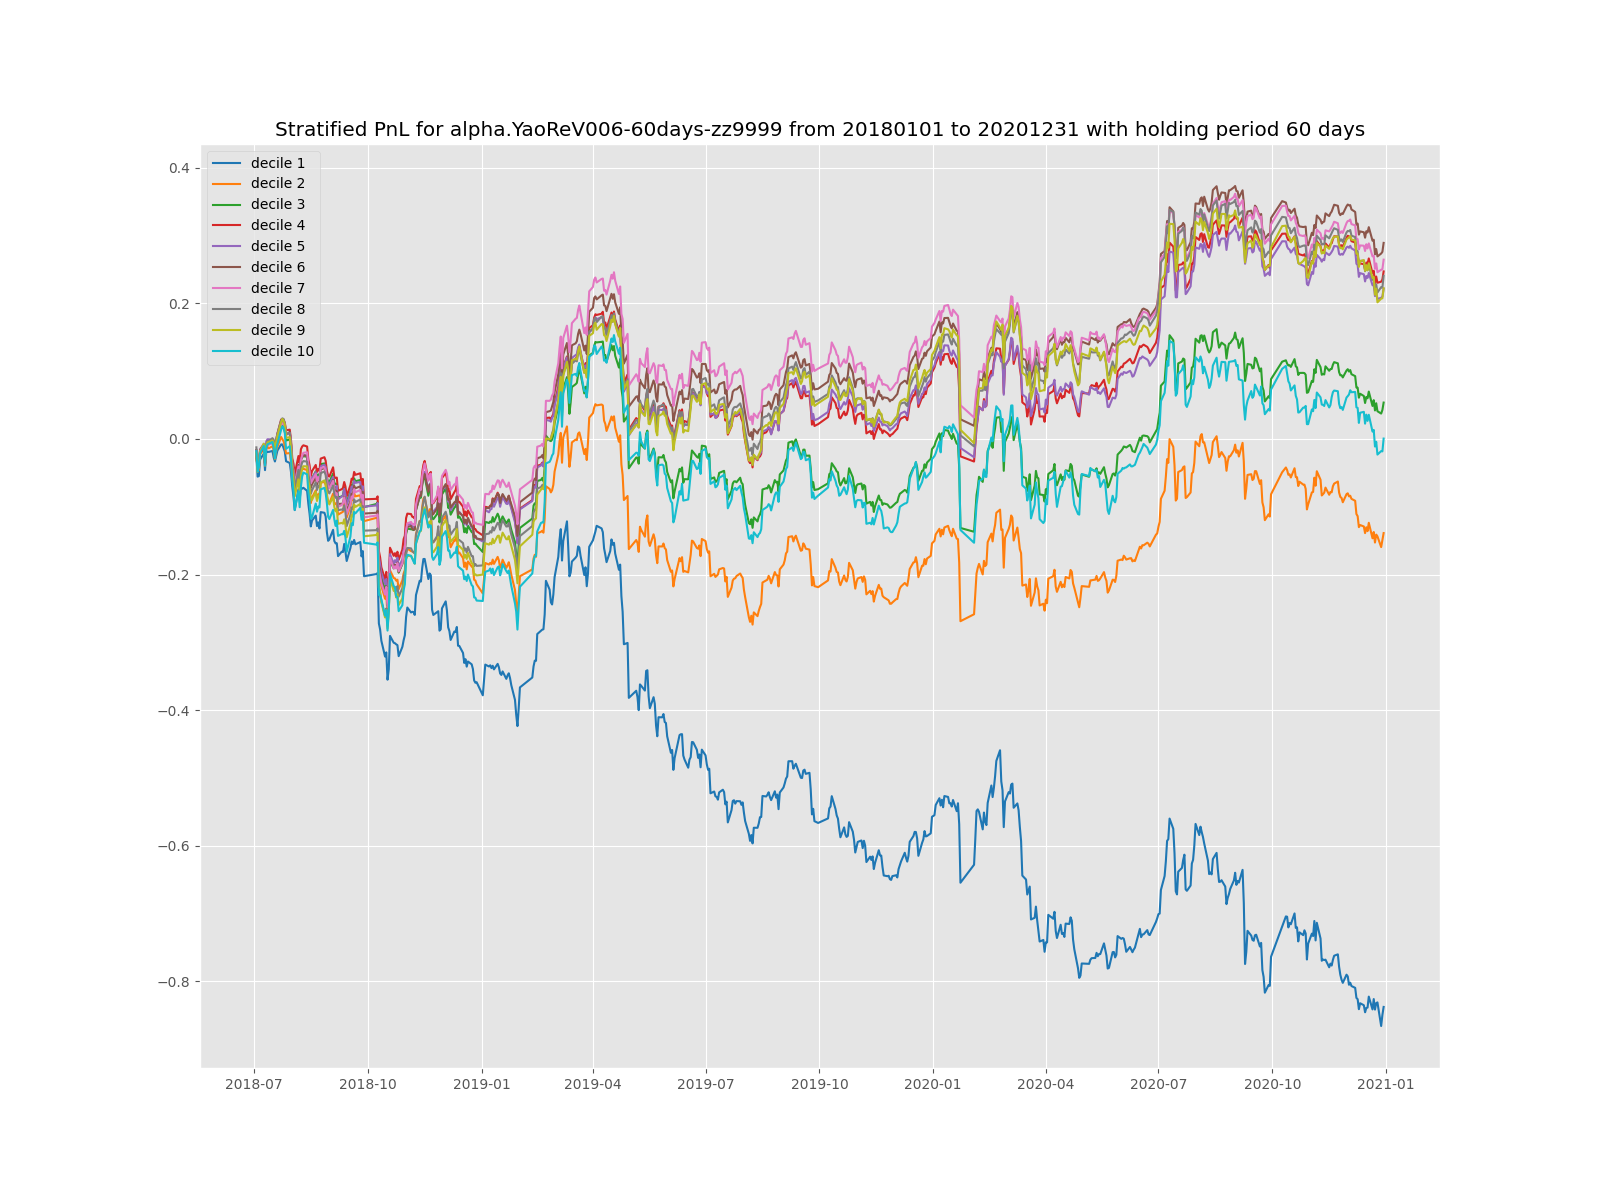 Stratified PnL for alpha.YaoReV006-60days-zz9999 from 20180101 to 20201231 with holding period 60 days
decile 1
decile 2
decile 3
decile 4
decile 5
decile 6
decile 7
decile 8
decile 9
decile 10
0.4
0.2
0.0
−0.2
−0.4
−0.6
−0.8
2018-07 2018-10 2019-01 2019-04 2019-07 2019-10 2020-01 2020-04 2020-07 2020-10 2021-01